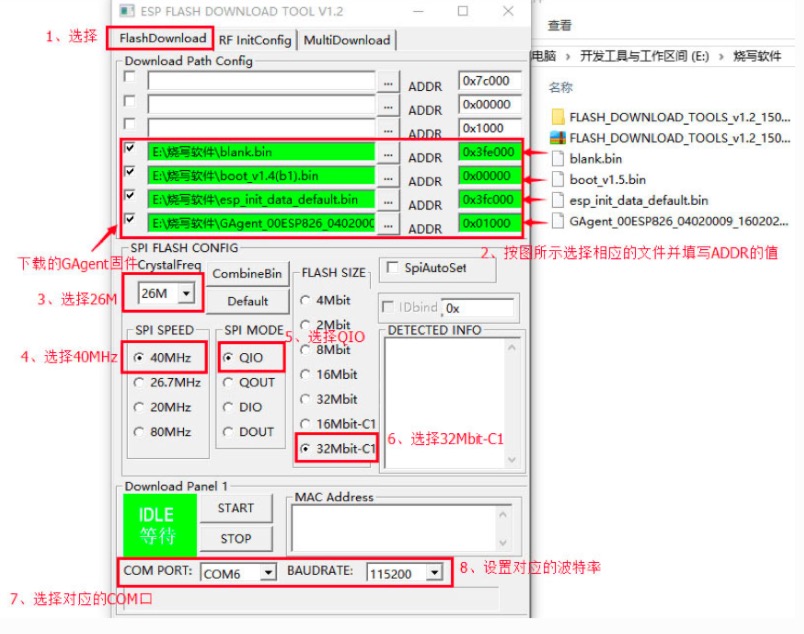 ESP FLASH DOWNLOAD TOOL V1.2
1、选择
FlashDownload RF InitConfig MultiDownload
Download Path Config
... ADDR 0x7c000
... ADDR 0x00000
... ADDR 0x1000
E:\烧写软件\blank.bin ... ADDR 0x3fe000
E:\烧写软件\boot_v1.4(b1).bin ... ADDR 0x00000
E:\烧写软件\esp_init_data_default.bin ... ADDR 0x3fc000
E:\烧写软件\GAgent_00ESP826_0402000 ... ADDR 0x01000
查看
电脑 › 开发工具与工作区间 (E:) › 烧写软件
名称
FLASH_DOWNLOAD_TOOLS_v1.2_150...
FLASH_DOWNLOAD_TOOLS_v1.2_150...
blank.bin
boot_v1.5.bin
esp_init_data_default.bin
GAgent_00ESP826_04020009_160202...
2、按图所示选择相应的文件并填写ADDR的值
下载的GAgent固件
SPI FLASH CONFIG
CrystalFreq
26M
3、选择26M
CombineBin
Default
FLASH SIZE
4Mbit
2Mbit
8Mbit
16Mbit
32Mbit
16Mbit-C1
32Mbit-C1
SpiAutoSet
IDbind 0x
DETECTED INFO
SPI SPEED
40MHz
26.7MHz
20MHz
80MHz
4、选择40MHz
SPI MODE
QIO
QOUT
DIO
DOUT
5、选择QIO
6、选择32Mbit-C1
Download Panel 1
IDLE
等待
START
STOP
MAC Address
COM PORT: COM6 BAUDRATE: 115200
8、设置对应的波特率
7、选择对应的COM口